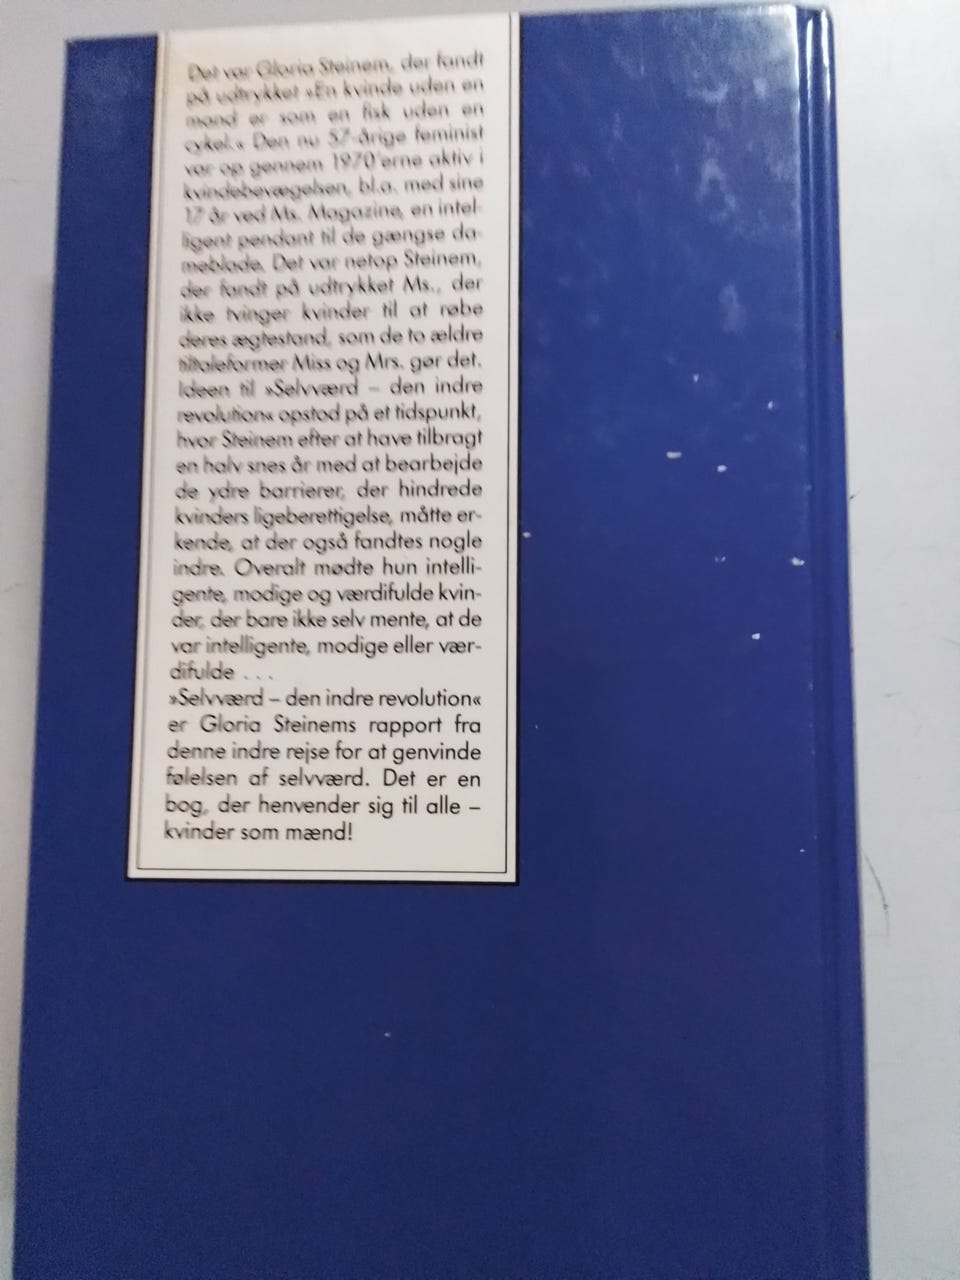 Det var Gloria Steinem, der fandt
på udtrykket »En kvinde uden en
mand er som en fisk uden en
cykel.« Den nu 57-årige feminist
var op gennem 1970'erne aktiv i
kvindebevægelsen, bl.a. med sine
17 år ved Ms. Magazine, en intel-
ligent pendant til de gængse da-
meblade. Det var netop Steinem,
der fandt på udtrykket Ms., der
ikke tvinger kvinder til at røbe
deres ægtestand, som de to ældre
tiltaleformer Miss og Mrs. gør det.
Ideen til »Selvværd – den indre
revolution« opstod på et tidspunkt,
hvor Steinem efter at have tilbragt
en halv snes år med at bearbejde
de ydre barrierer, der hindrede
kvinders ligeberettigelse, måtte er-
kende, at der også fandtes nogle
indre. Overalt mødte hun intelli-
gente, modige og værdifulde kvin-
der, der bare ikke selv mente, at de
var intelligente, modige eller vær-
difulde . . .
»Selvværd – den indre revolution«
er Gloria Steinems rapport fra
denne indre rejse for at genvinde
følelsen af selvværd. Det er en
bog, der henvender sig til alle –
kvinder som mænd!